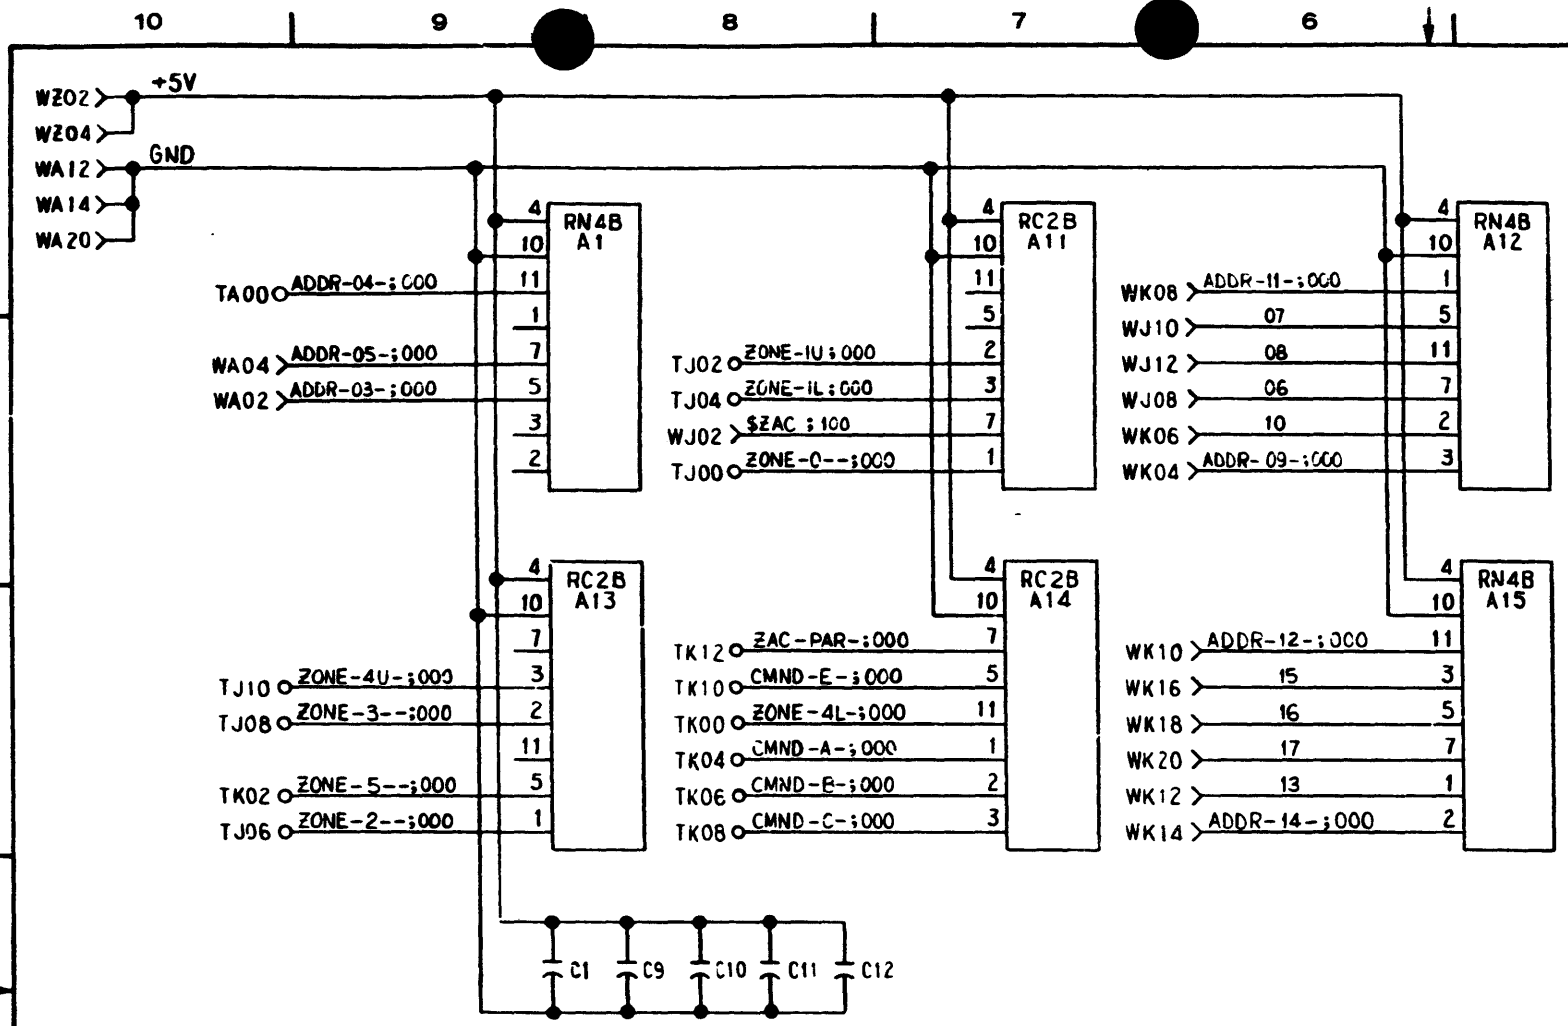 10 9 8 7 6
WZ02 +5V
WZ04
WA12 GND
WA14
WA20
4 RN4B
A1
10
TA00 ADDR-04-;000 11
1
WA04 ADDR-05-;000 7
WA02 ADDR-03-;000 5
3
2
4 RC2B
A11
10
11
5
TJ02 ZONE-1U;000 2
TJ04 ZONE-1L;000 3
WJ02 $ZAC ;100 7
TJ00 ZONE-0--;000 1
4 RN4B
A12
10
WK08 ADDR-11-;000 1
WJ10 07 5
WJ12 08 11
WJ08 06 7
WK06 10 2
WK04 ADDR-09-;000 3
4 RC2B
A13
10
7
TJ10 ZONE-4U-;000 3
TJ08 ZONE-3--;000 2
11
TK02 ZONE-5--;000 5
TJ06 ZONE-2--;000 1
4 RC2B
A14
10
TK12 ZAC-PAR-;000 7
TK10 CMND-E-;000 5
TK00 ZONE-4L-;000 11
TK04 CMND-A-;000 1
TK06 CMND-B-;000 2
TK08 CMND-C-;000 3
4 RN4B
A15
10
WK10 ADDR-12-;000 11
WK16 15 3
WK18 16 5
WK20 17 7
WK12 13 1
WK14 ADDR-14-;000 2
C1 C9 C10 C11 C12